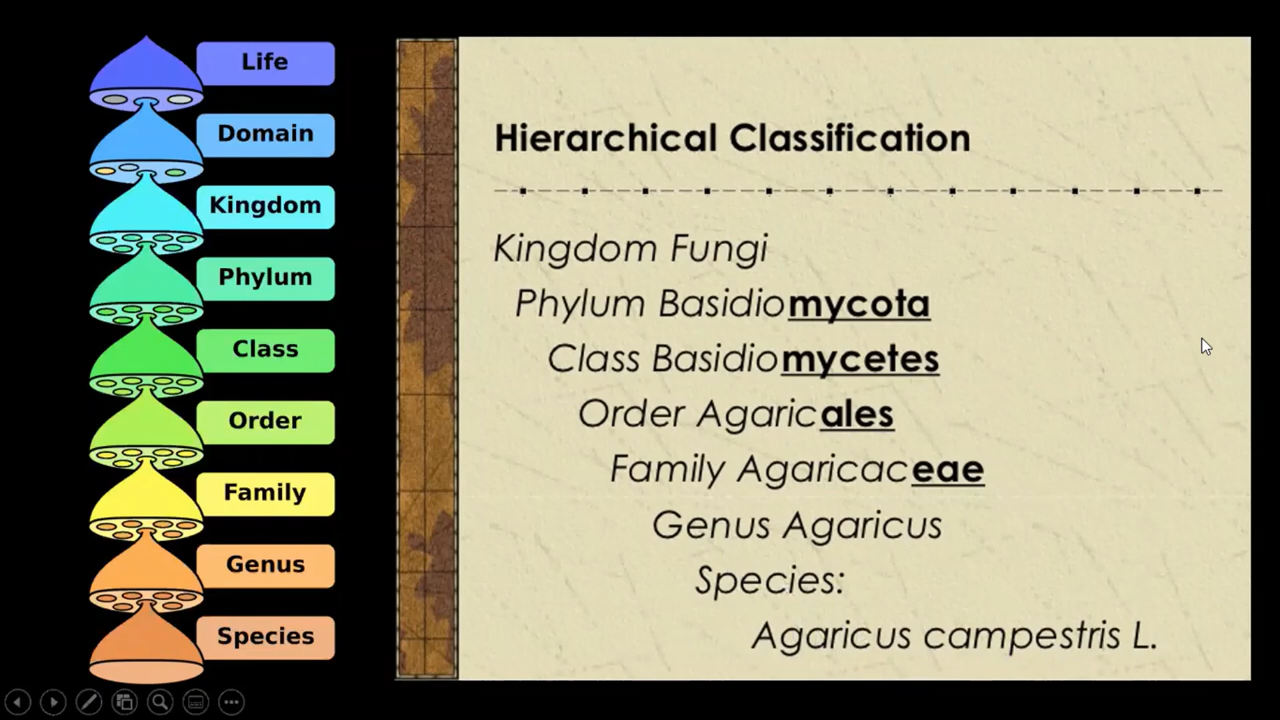 Life
Domain
Kingdom
Phylum
Class
Order
Family
Genus
Species
Hierarchical Classification
Kingdom Fungi
Phylum Basidiomycota
Class Basidiomycetes
Order Agaricales
Family Agaricaceae
Genus Agaricus
Species:
Agaricus campestris L.